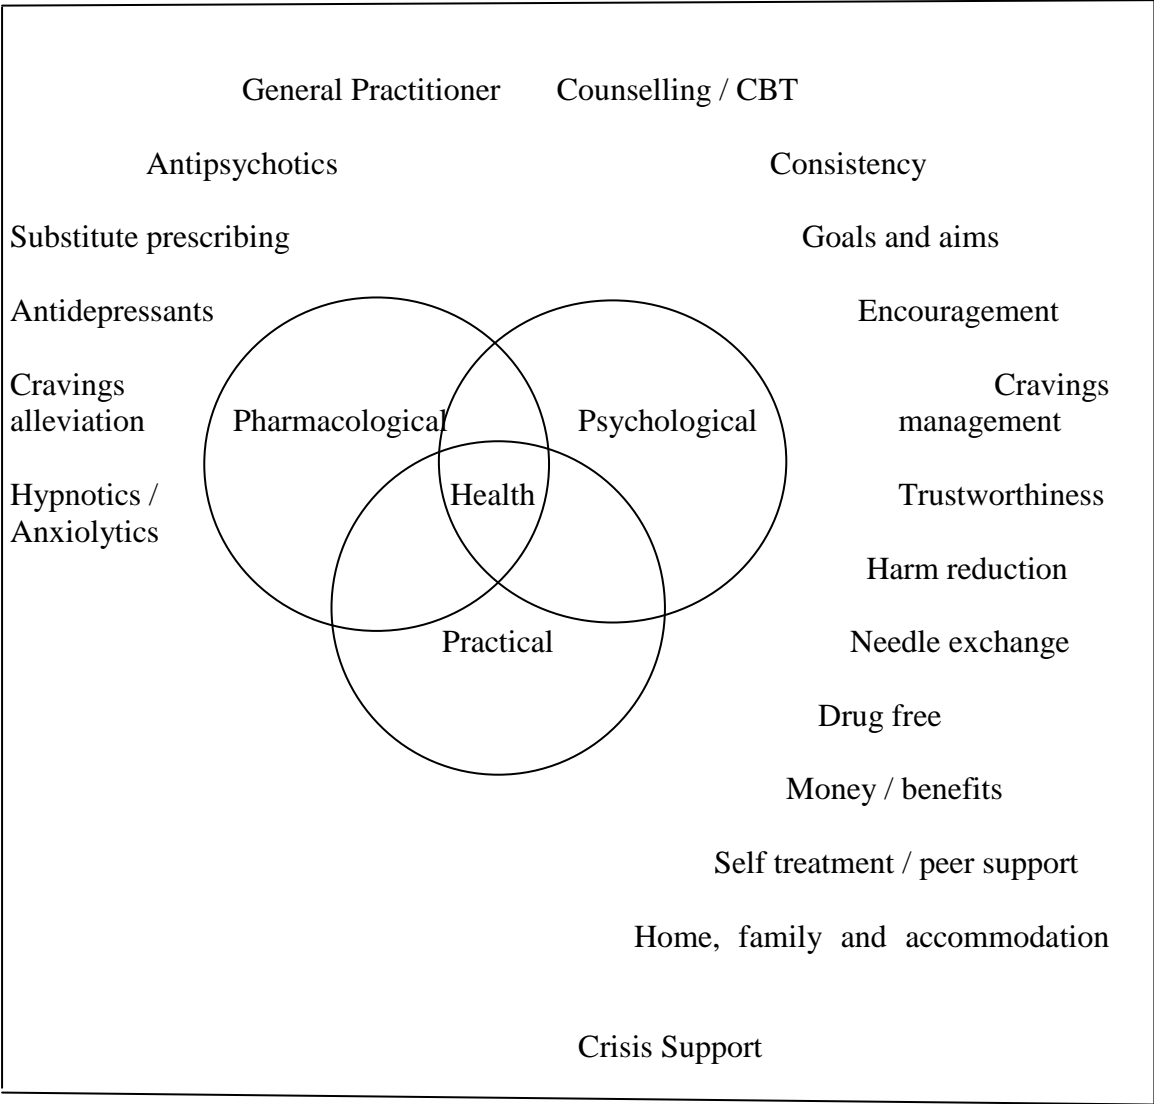 General Practitioner Counselling / CBT
Antipsychotics Consistency
Substitute prescribing Goals and aims
Antidepressants Encouragement
Cravings Cravings
alleviation Pharmacological Psychological management
Hypnotics / Health Trustworthiness
Anxiolytics
Harm reduction
Practical Needle exchange
Drug free
Money / benefits
Self treatment / peer support
Home, family and accommodation
Crisis Support